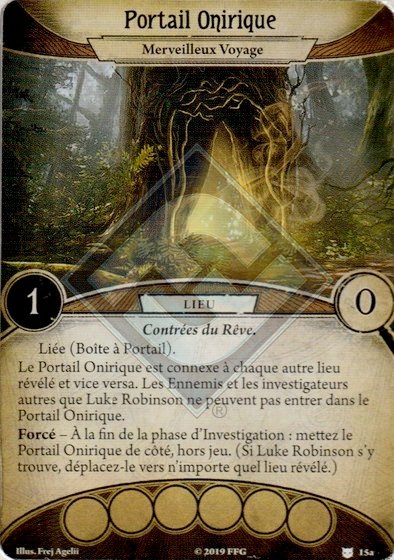 Portail Onirique
Merveilleux Voyage
1
LIEU
0
Contrées du Rêve.
Liée (Boîte à Portail).
Le Portail Onirique est connexe à chaque autre lieu
révélé et vice versa. Les Ennemis et les investigateurs
autres que Luke Robinson ne peuvent pas entrer dans le
Portail Onirique.
Forcé – À la fin de la phase d'Investigation : mettez le
Portail Onirique de côté, hors jeu. (Si Luke Robinson s'y
trouve, déplacez-le vers n'importe quel lieu révélé.)
®
Illus. Frej Agelii
© 2019 FFG
15a